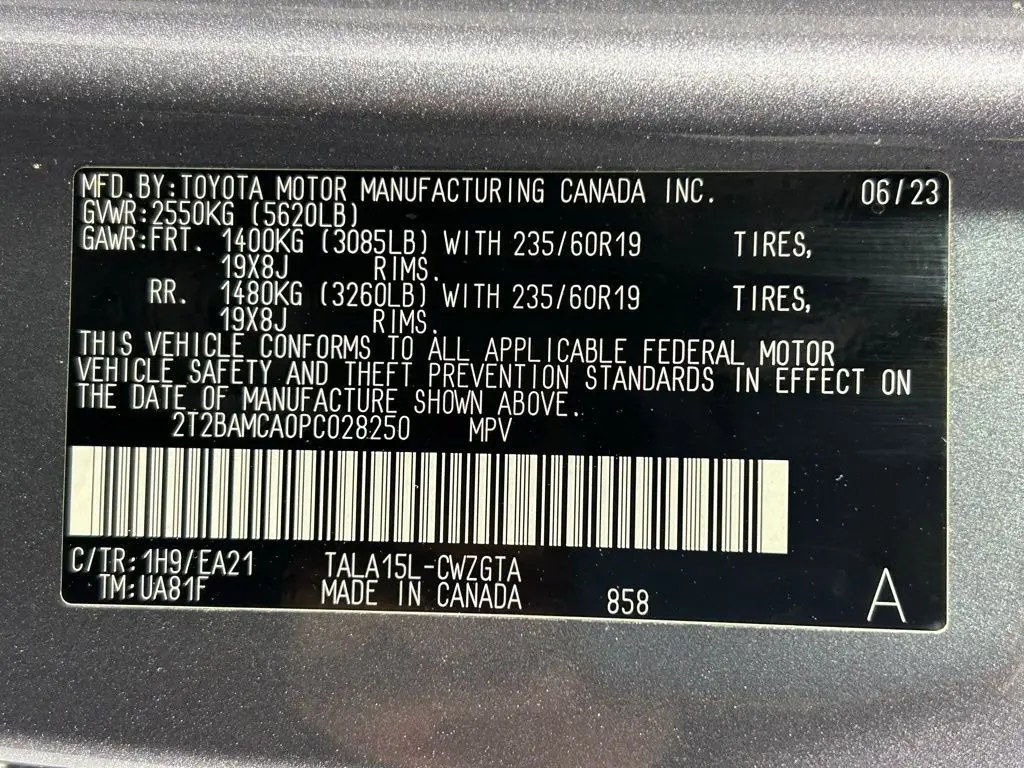 MFD.BY:TOYOTA MOTOR MANUFACTURING CANADA INC. 06/23
GVWR:2550KG (5620LB)
GAWR:FRT. 1400KG (3085LB) WITH 235/60R19 TIRES,
19X8J RIMS.
RR. 1480KG (3260LB) WITH 235/60R19 TIRES,
19X8J RIMS.
THIS VEHICLE CONFORMS TO ALL APPLICABLE FEDERAL MOTOR
VEHICLE SAFETY AND THEFT PREVENTION STANDARDS IN EFFECT ON
THE DATE OF MANUFACTURE SHOWN ABOVE.
2T2BAMCA0PC028250 MPV
C/TR:1H9/EA21 TALA15L-CWZGTA
TM:UA81F MADE IN CANADA 858 A